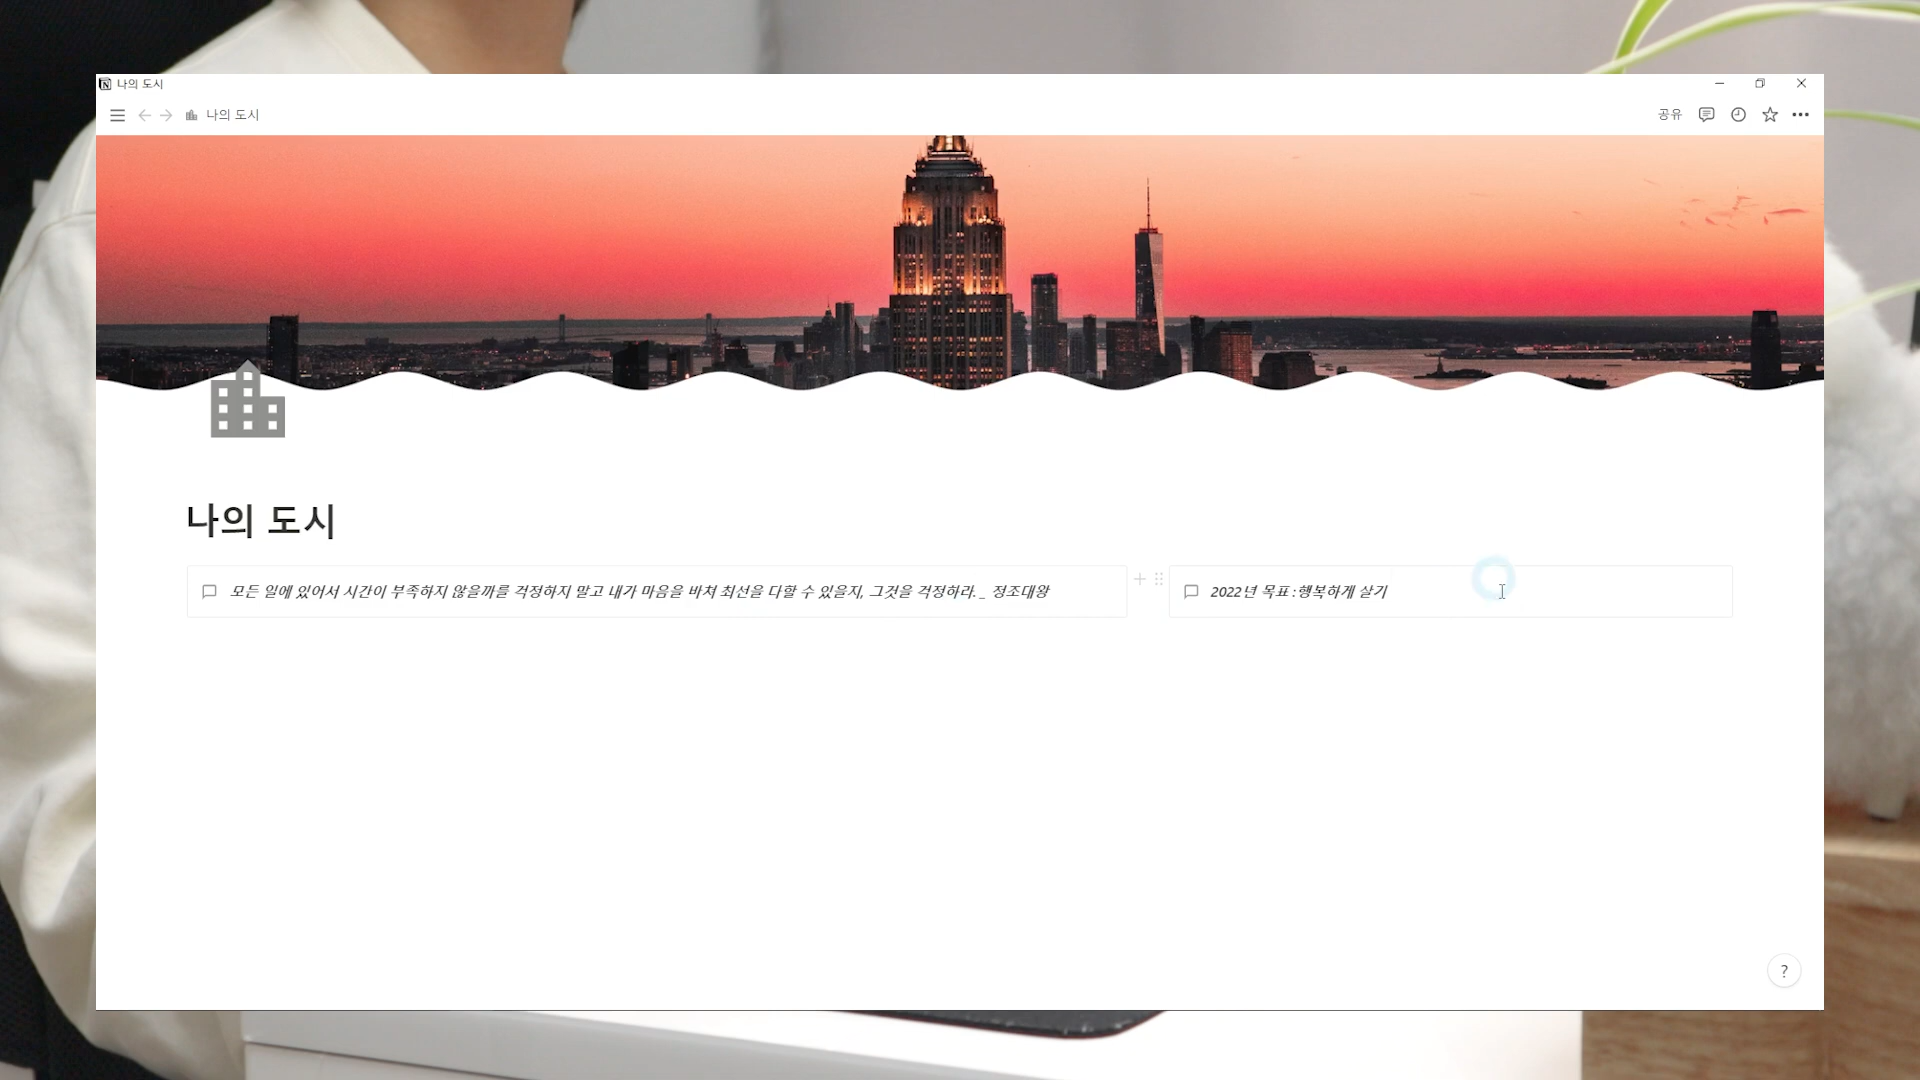 나의 도시
나의 도시
공유
나의 도시
모든 일에 있어서 시간이 부족하지 않을까를 걱정하지 말고 내가 마음을 바쳐 최선을 다할 수 있을지, 그것을 걱정하라._ 정조대왕
2022년 목표 :행복하게 살기
?